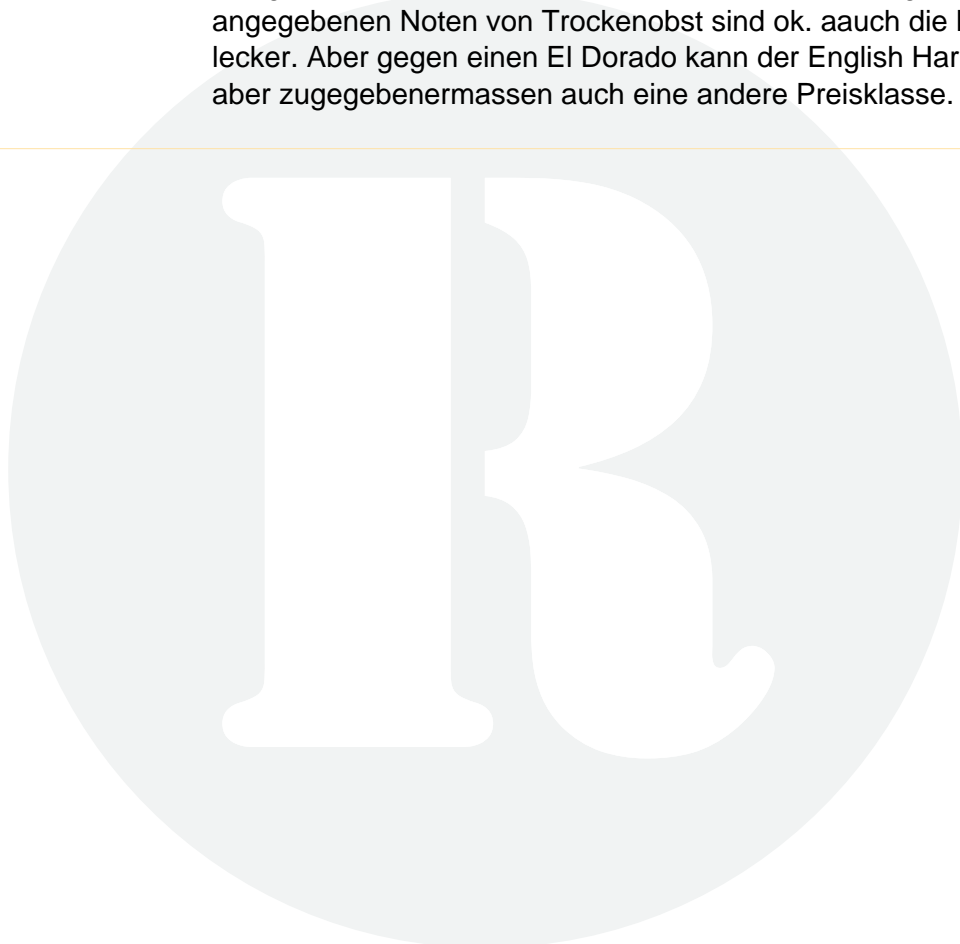 angegebenen Noten von Trockenobst sind ok. aauch die
lecker. Aber gegen einen El Dorado kann der English Har
aber zugegebenermassen auch eine andere Preisklasse.
R